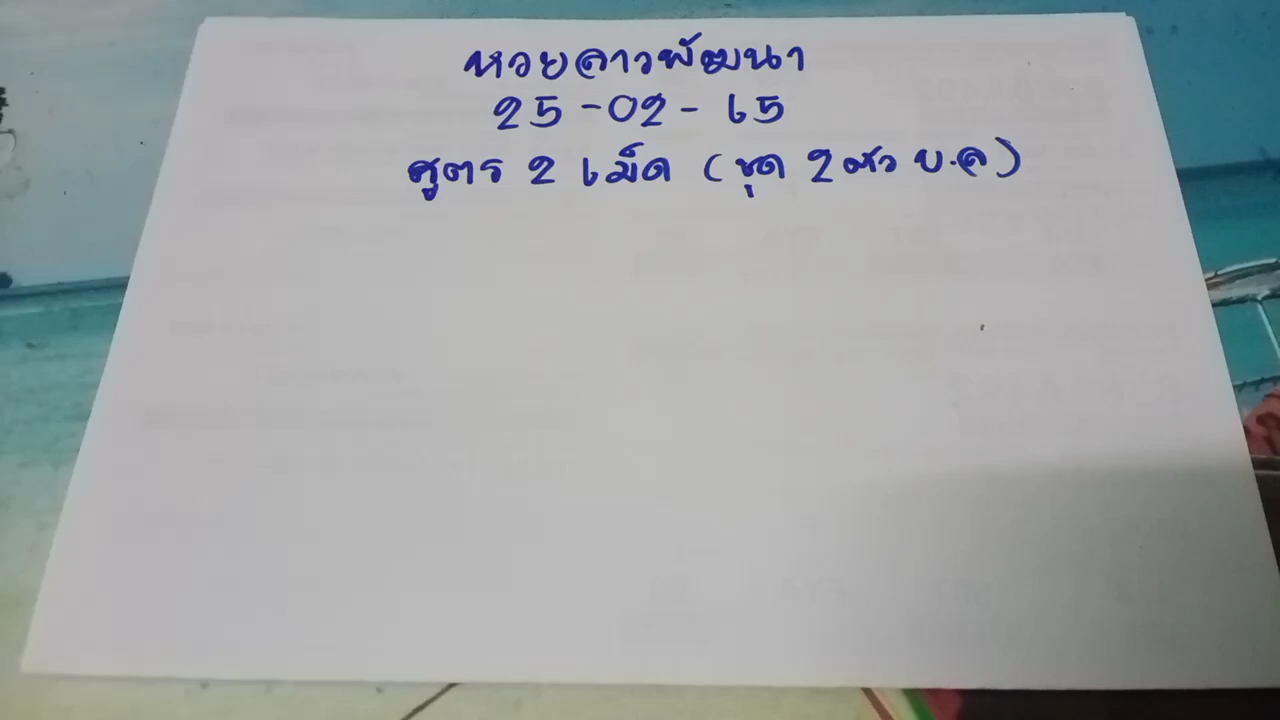 หวยลาวพัฒนา
25-02-65
สูตร 2 เม็ด (ชุด 2 ตัว บ.ล)